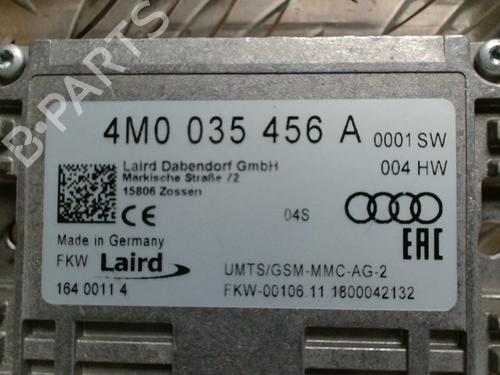 B-PARTS
4M0 035 456 A
0001 SW
004 HW
Laird Dabendorf GmbH
Märkische Straße 72
15806 Zossen
CE
04S
EAC
Made in Germany
FKW Laird
UMTS/GSM-MMC-AG-2
164 0011 4
FKW-00106.11 1800042132